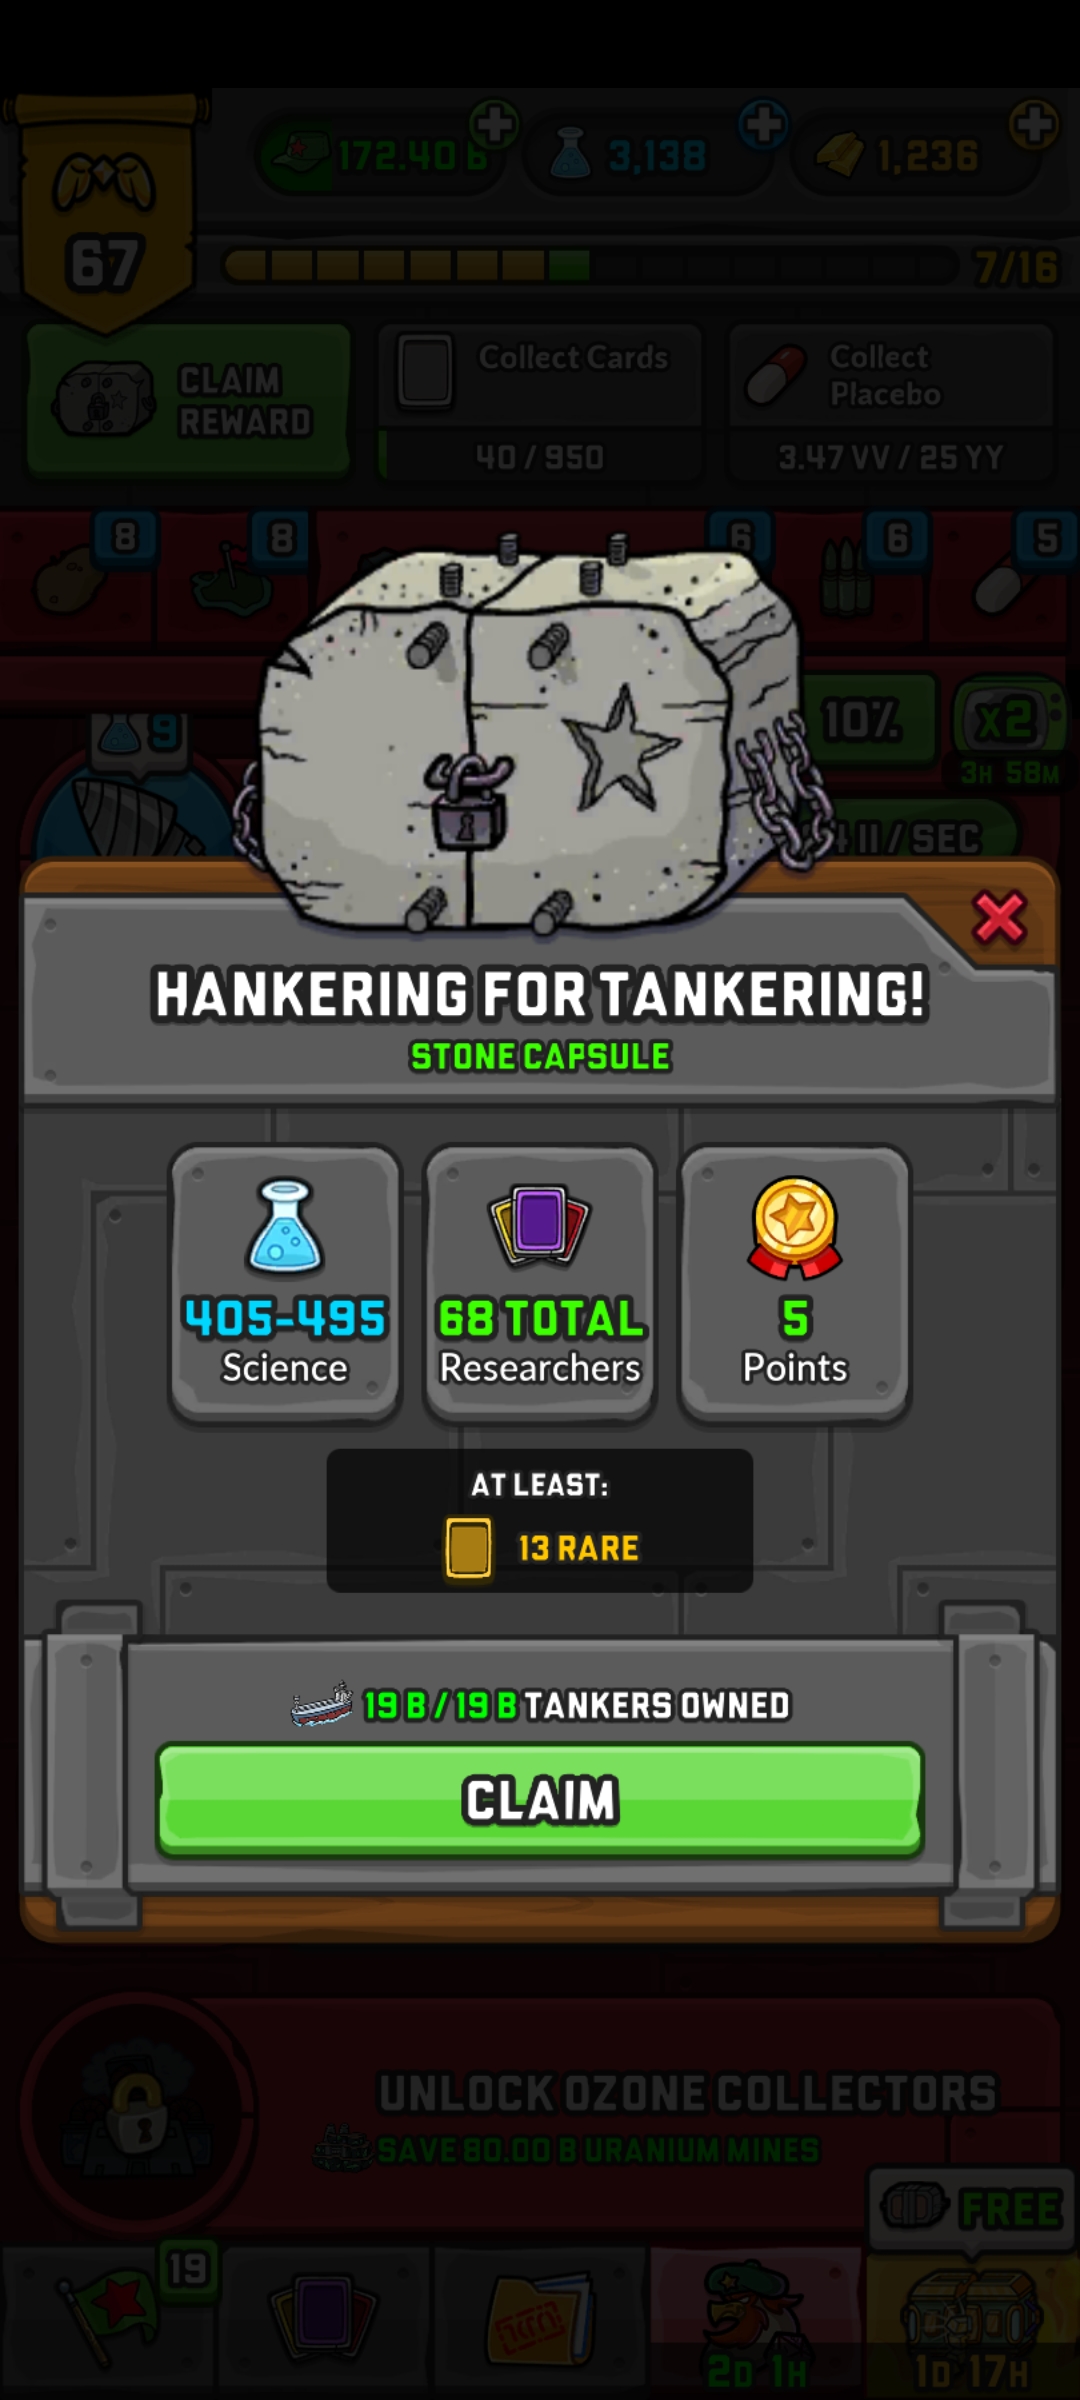 172.40 B
3,138
1,236
67
7/16
CLAIM
REWARD
Collect Cards
40 / 950
Collect
Placebo
3.47 VV / 25 YY
8
8
6
6
5
9
10%
X2
3H 58M
II / SEC
HANKERING FOR TANKERING!
STONE CAPSULE
405-495
Science
68 TOTAL
Researchers
5
Points
AT LEAST:
13 RARE
19 B / 19 B TANKERS OWNED
CLAIM
UNLOCK OZONE COLLECTORS
SAVE 80.00 B URANIUM MINES
FREE
19
2D 1H
1D 17H